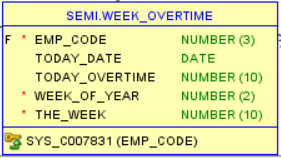 SEMI.WEEK_OVERTIME
F * EMP_CODE NUMBER (3)
TODAY_DATE DATE
TODAY_OVERTIME NUMBER (10)
* WEEK_OF_YEAR NUMBER (2)
* THE_WEEK NUMBER (10)
SYS_C007831 (EMP_CODE)